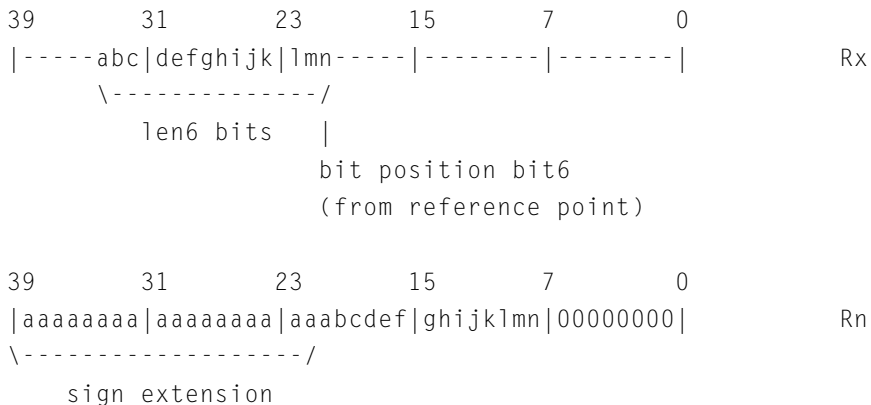 39 31 23 15 7 0
|-----abc|defghijk|lmn-----|--------|--------| Rx
\--------------/
len6 bits |
bit position bit6
(from reference point)
39 31 23 15 7 0
|aaaaaaaa|aaaaaaaa|aaabcdef|ghijklmn|00000000| Rn
\-------------------/
sign extension